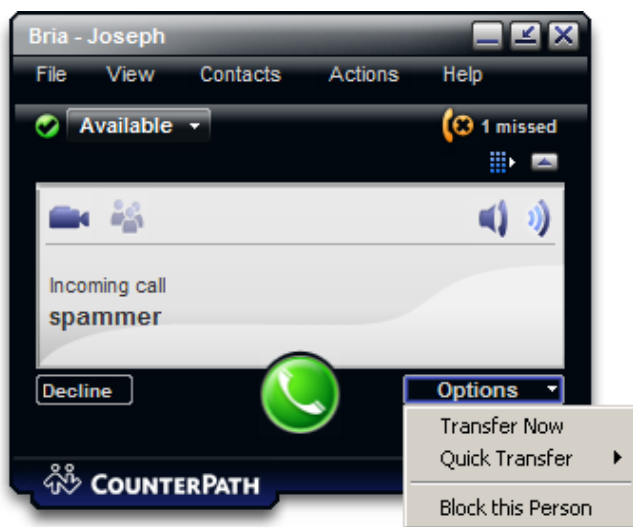 Bria - Joseph
File View Contacts Actions Help
Available 1 missed
Incoming call
spammer
Decline Options
Transfer Now
Quick Transfer
Block this Person
COUNTERPATH